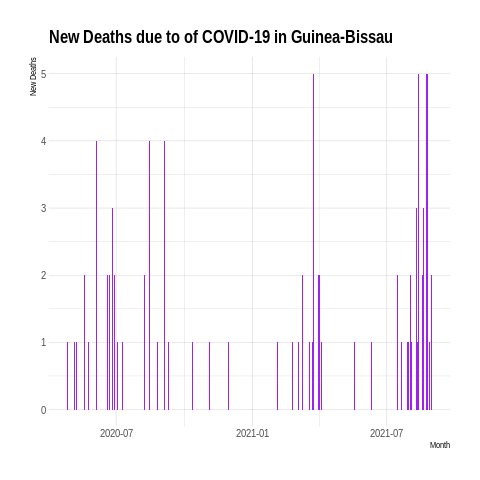 New Deaths due to of COVID-19 in Guinea-Bissau
New Deaths
5
4
3
2
1
0
2020-07 2021-01 2021-07
Month